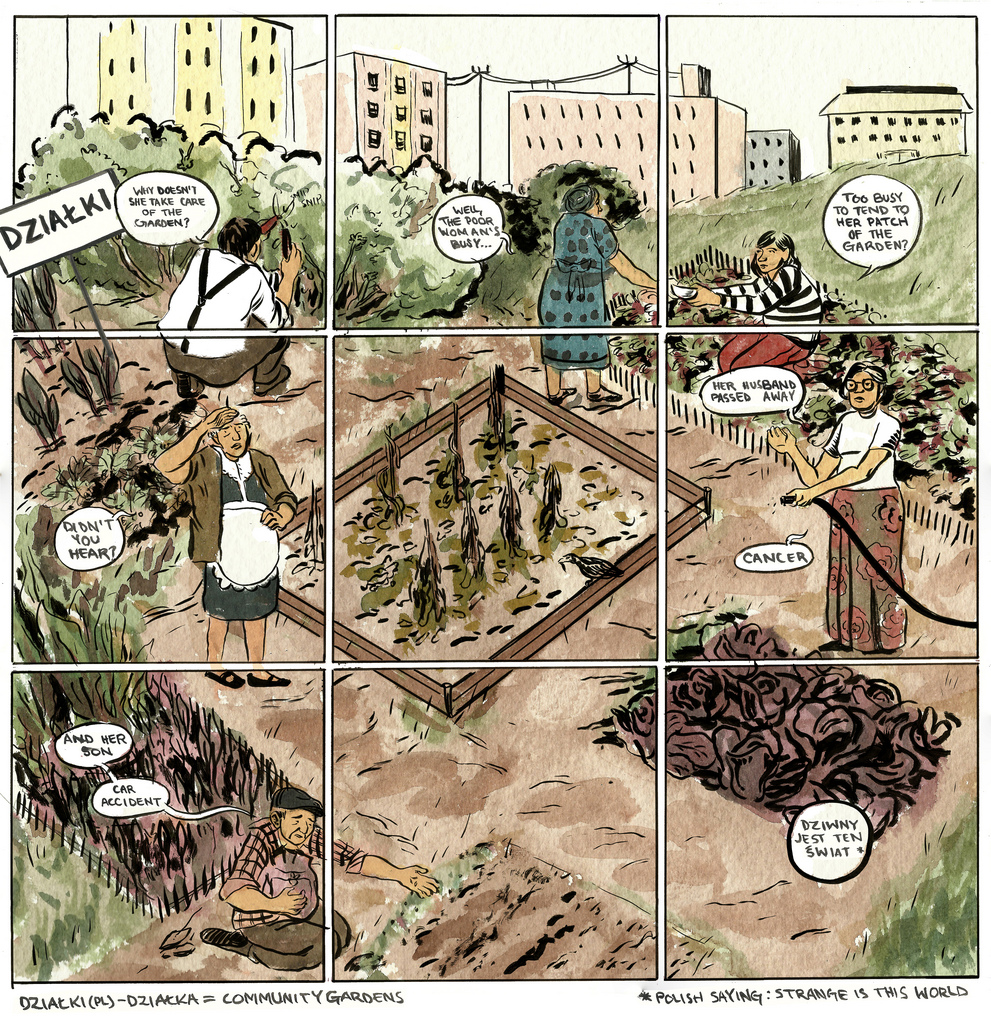 DZIAŁKI
WHY DOESN'T
SHE TAKE CARE
OF THE
GARDEN?
SNIP
SNIP
WELL,
THE POOR
WOMAN'S
BUSY...
TOO BUSY
TO TEND TO
HER PATCH
OF THE
GARDEN?
DIDN'T
YOU
HEAR?
HER HUSBAND
PASSED AWAY
CANCER
AND HER
SON
CAR
ACCIDENT
DZIWNY
JEST TEN
ŚWIAT *
DZIAŁKI(PL)-DZIAŁKA = COMMUNITY GARDENS
* POLISH SAYING: STRANGE IS THIS WORLD